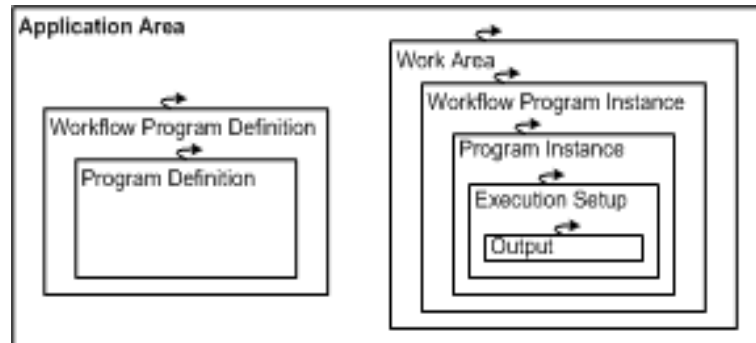 Application Area
Workflow Program Definition
Program Definition
Work Area
Workflow Program Instance
Program Instance
Execution Setup
Output